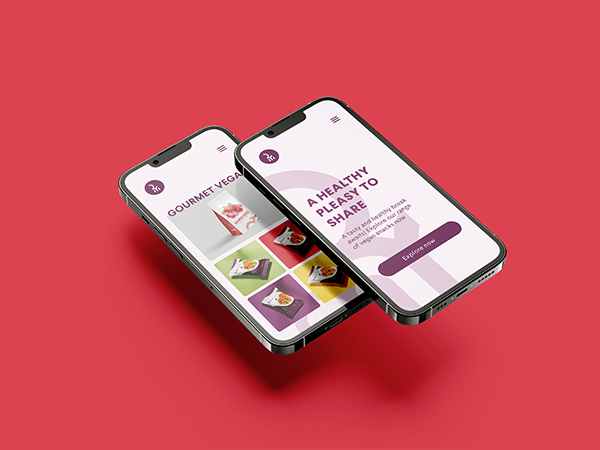 GOURMET VEGA
A HEALTHY
PLEASY TO
SHARE
A tasty and healthy break
awaits! Explore our range
of vegan snacks now
Explore now